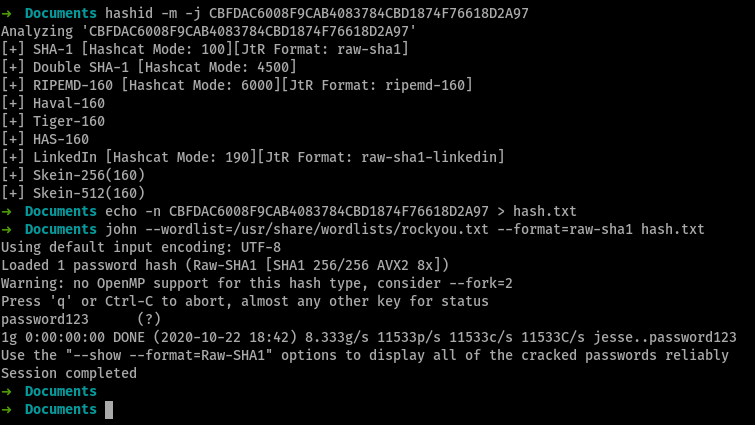 ➜ Documents hashid -m -j CBFDAC6008F9CAB4083784CBD1874F76618D2A97
Analyzing 'CBFDAC6008F9CAB4083784CBD1874F76618D2A97'
[+] SHA-1 [Hashcat Mode: 100][JtR Format: raw-sha1]
[+] Double SHA-1 [Hashcat Mode: 4500]
[+] RIPEMD-160 [Hashcat Mode: 6000][JtR Format: ripemd-160]
[+] Haval-160
[+] Tiger-160
[+] HAS-160
[+] LinkedIn [Hashcat Mode: 190][JtR Format: raw-sha1-linkedin]
[+] Skein-256(160)
[+] Skein-512(160)
➜ Documents echo -n CBFDAC6008F9CAB4083784CBD1874F76618D2A97 > hash.txt
➜ Documents john --wordlist=/usr/share/wordlists/rockyou.txt --format=raw-sha1 hash.txt
Using default input encoding: UTF-8
Loaded 1 password hash (Raw-SHA1 [SHA1 256/256 AVX2 8x])
Warning: no OpenMP support for this hash type, consider --fork=2
Press 'q' or Ctrl-C to abort, almost any other key for status
password123      (?)
1g 0:00:00:00 DONE (2020-10-22 18:42) 8.333g/s 11533p/s 11533c/s 11533C/s jesse..password123
Use the "--show --format=Raw-SHA1" options to display all of the cracked passwords reliably
Session completed
➜ Documents
➜ Documents